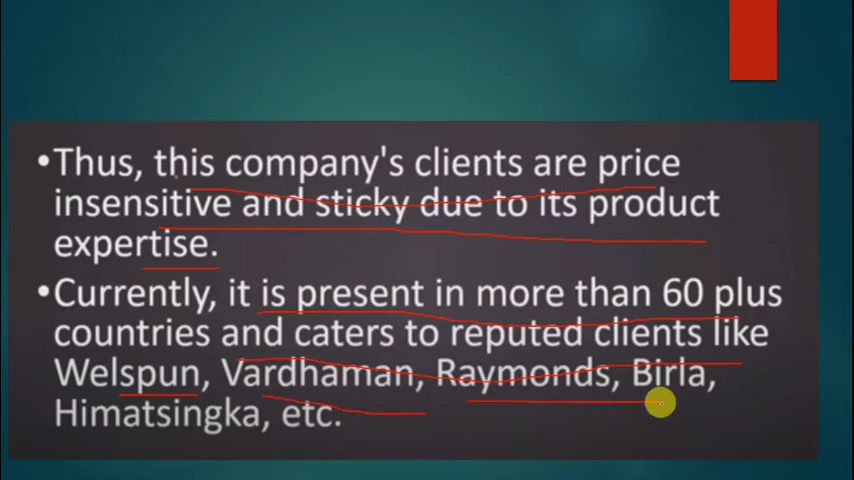 •Thus, this company's clients are price
insensitive and sticky due to its product
expertise.
•Currently, it is present in more than 60 plus
countries and caters to reputed clients like
Welspun, Vardhaman, Raymonds, Birla,
Himatsingka, etc.